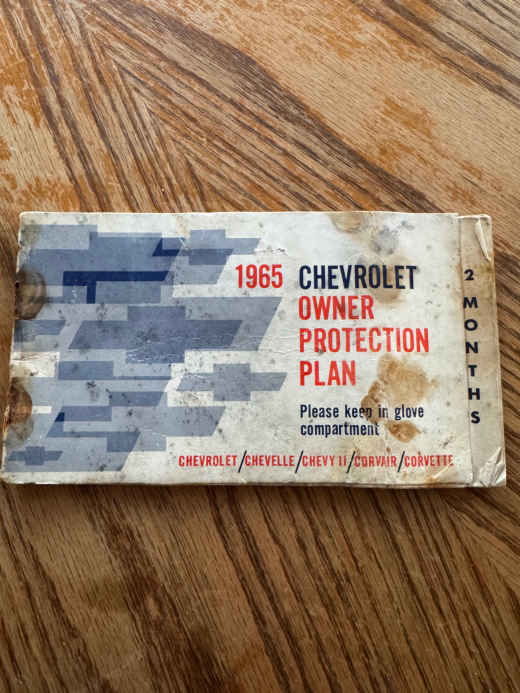 1965 CHEVROLET
OWNER
PROTECTION
PLAN
Please keep in glove
compartment
CHEVROLET/CHEVELLE/CHEVY II/CORVAIR/CORVETTE
2 MONTHS